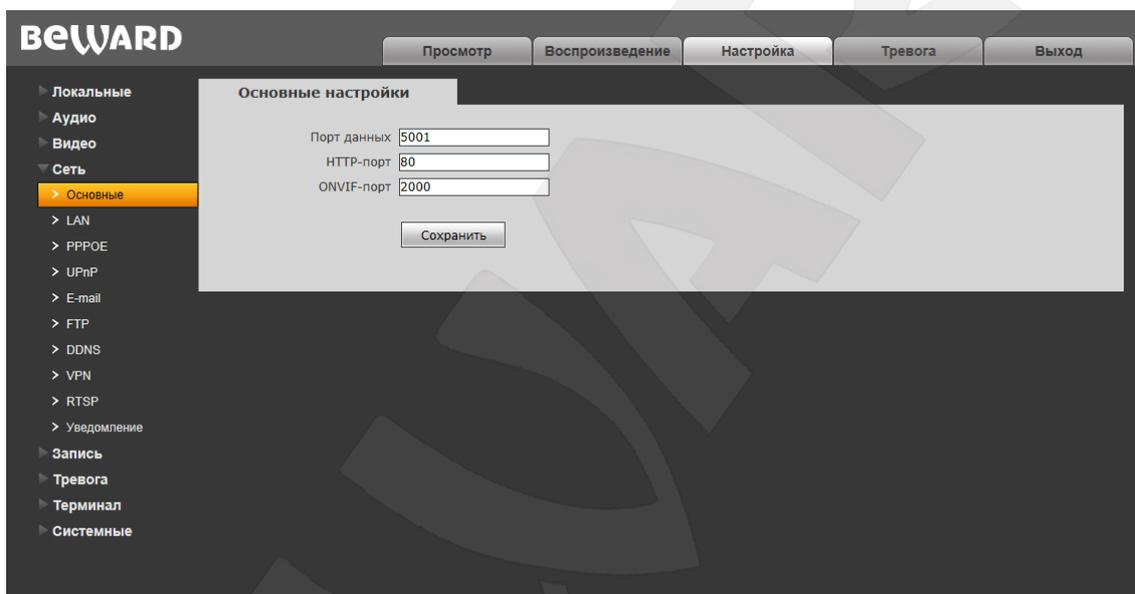 BEWARD
Просмотр Воспроизведение Настройка Тревога Выход
Локальные
Аудио
Видео
Сеть
> Основные
> LAN
> PPPOE
> UPnP
> E-mail
> FTP
> DDNS
> VPN
> RTSP
> Уведомление
Запись
Тревога
Терминал
Системные
Основные настройки
Порт данных 5001
HTTP-порт 80
ONVIF-порт 2000
Сохранить